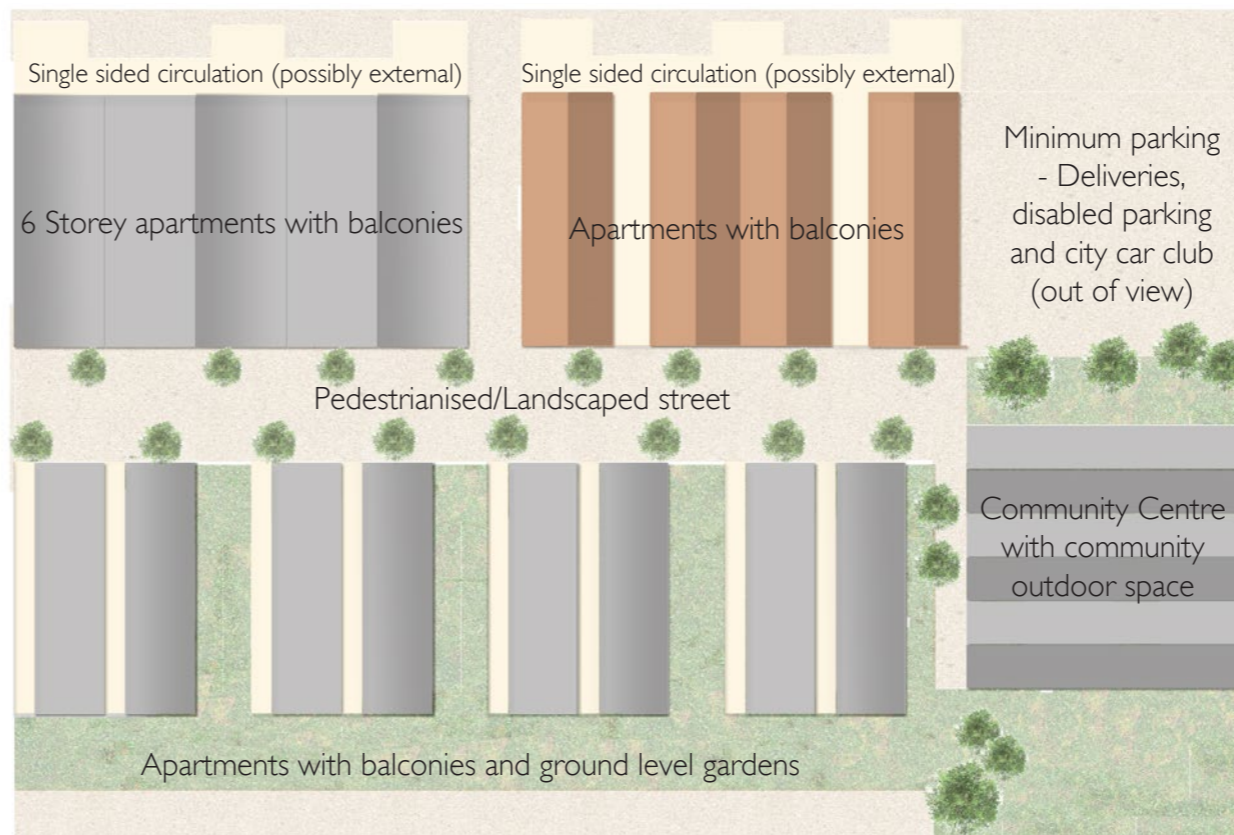 Single sided circulation (possibly external)
Single sided circulation (possibly external)
6 Storey apartments with balconies
Apartments with balconies
Minimum parking
- Deliveries,
disabled parking
and city car club
(out of view)
Pedestrianised/Landscaped street
Community Centre
with community
outdoor space
Apartments with balconies and ground level gardens